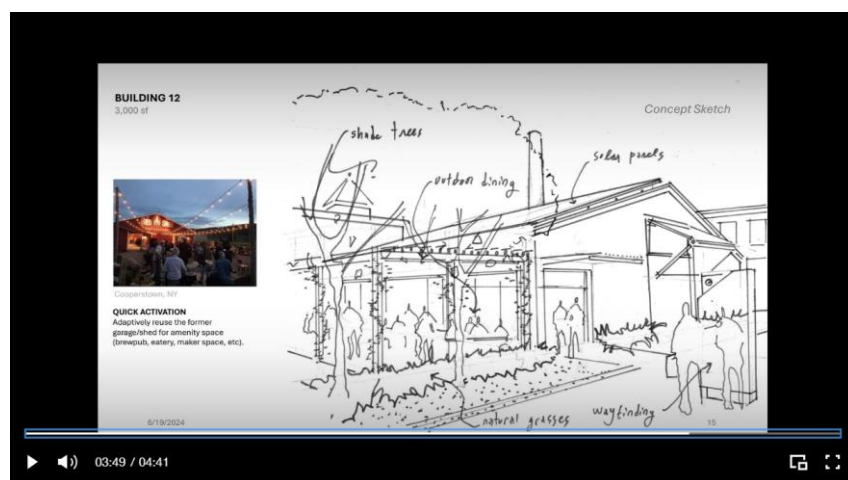 BUILDING 12
3,000 sf
Concept Sketch
shade trees
solar panels
outdoor dining
Cooperstown, NY
QUICK ACTIVATION
Adaptively reuse the former
garage/shed for amenity space
(brewpub, eatery, maker space, etc).
natural grasses
wayfinding
6/19/2024
15
03:49 / 04:41